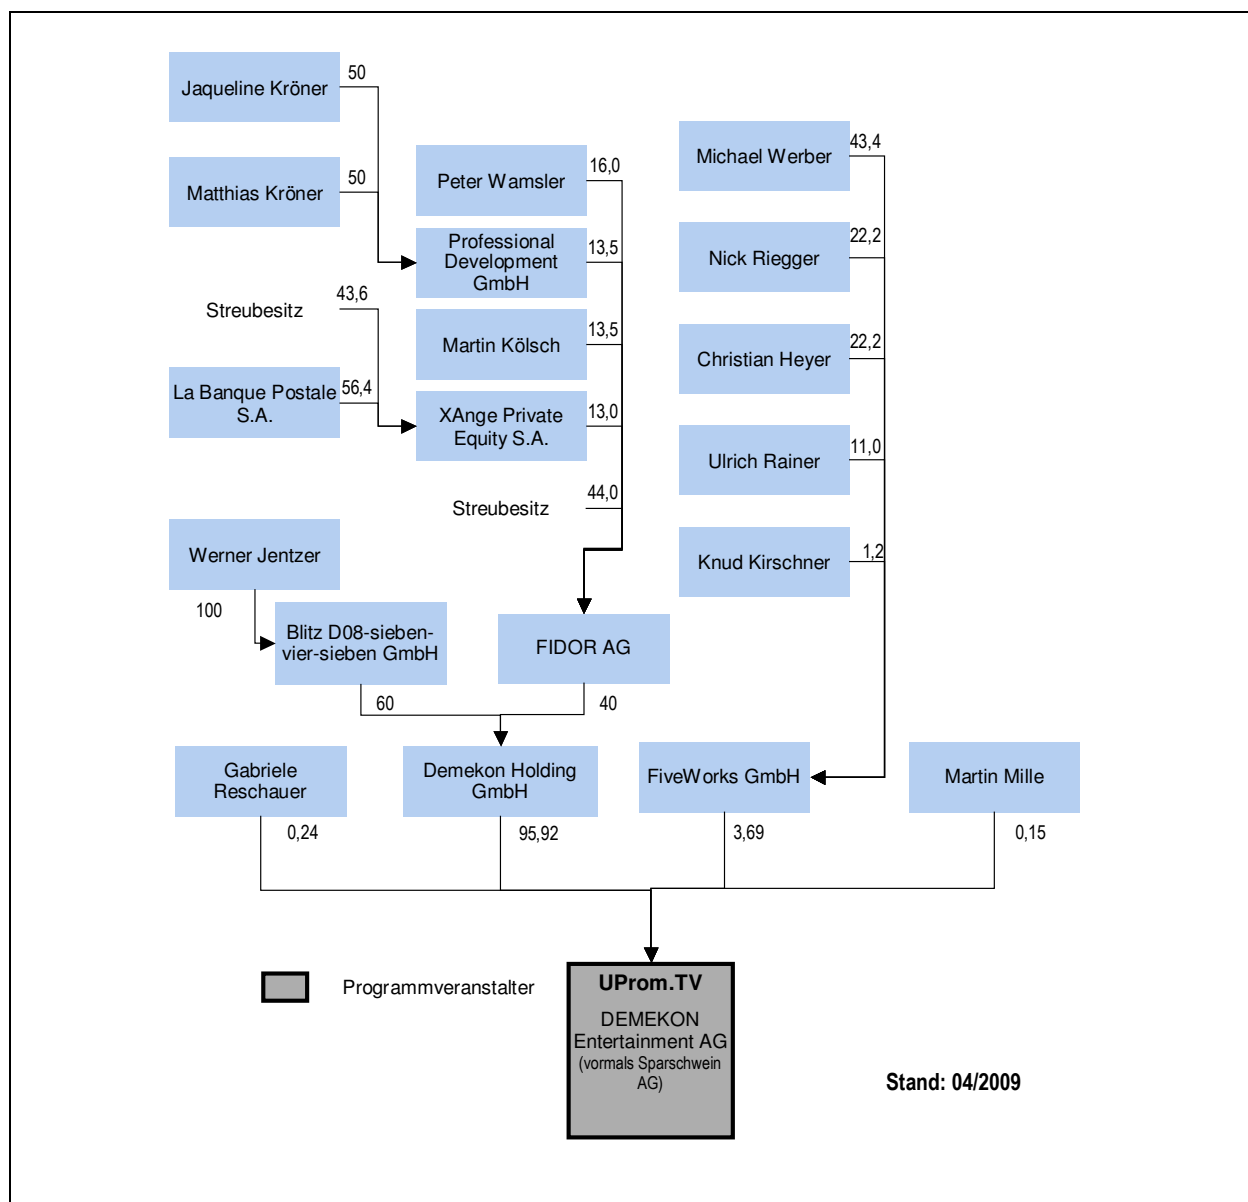 Jaqueline Kröner
50
Matthias Kröner
50
Streubesitz
43,6
La Banque Postale
S.A.
56,4
Peter Wamsler
16,0
Professional
Development
GmbH
13,5
Martin Kölsch
13,5
XAnge Private
Equity S.A.
13,0
Streubesitz
44,0
Michael Werber
43,4
Nick Riegger
22,2
Christian Heyer
22,2
Ulrich Rainer
11,0
Knud Kirschner
1,2
Werner Jentzer
100
Blitz D08-sieben-
vier-sieben GmbH
60
FIDOR AG
40
Gabriele
Reschauer
0,24
Demekon Holding
GmbH
95,92
FiveWorks GmbH
3,69
Martin Mille
0,15
Programmveranstalter
UProm.TV
DEMEKON
Entertainment AG
(vormals Sparschwein
AG)
Stand: 04/2009